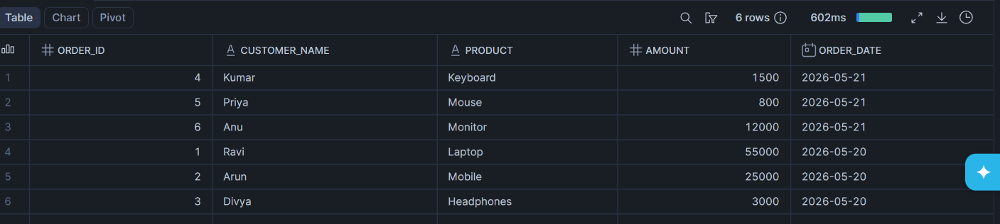 Table Chart Pivot 6 rows 602ms
ORDER_ID CUSTOMER_NAME PRODUCT AMOUNT ORDER_DATE
1 4 Kumar Keyboard 1500 2026-05-21
2 5 Priya Mouse 800 2026-05-21
3 6 Anu Monitor 12000 2026-05-21
4 1 Ravi Laptop 55000 2026-05-20
5 2 Arun Mobile 25000 2026-05-20
6 3 Divya Headphones 3000 2026-05-20